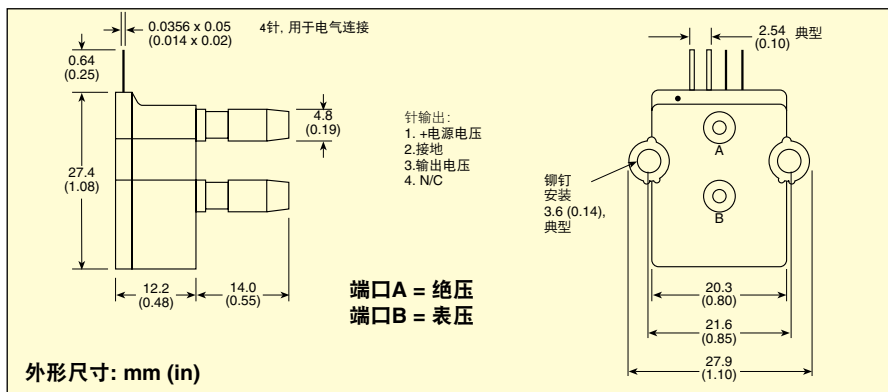 0.0356 x 0.05
(0.014 x 0.02)
4针, 用于电气连接
0.64
(0.25)
27.4
(1.08)
4.8
(0.19)
12.2
(0.48)
14.0
(0.55)
针输出:
1. +电源电压
2.接地
3.输出电压
4. N/C
端口A = 绝压
端口B = 表压
2.54 典型
(0.10)
A
B
铆钉
安装
3.6 (0.14),
典型
20.3
(0.80)
21.6
(0.85)
27.9
(1.10)
外形尺寸: mm (in)